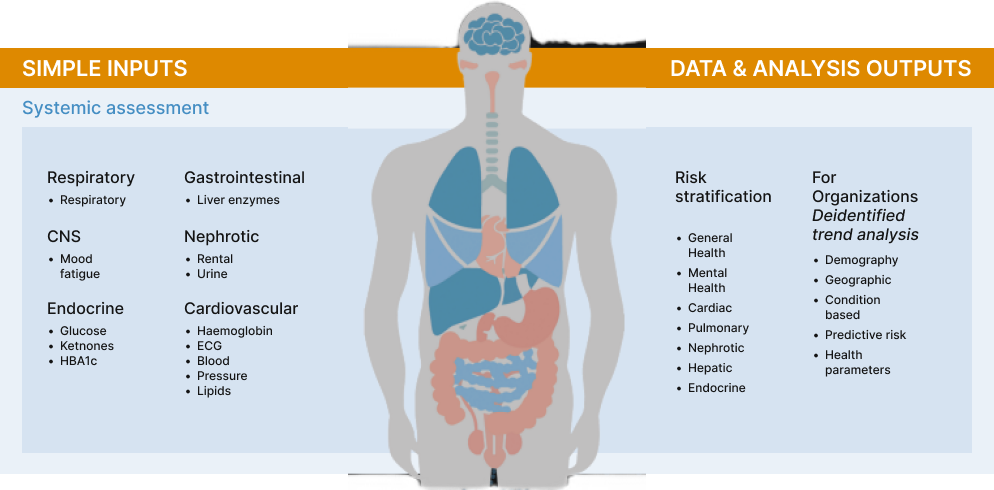 SIMPLE INPUTS
DATA & ANALYSIS OUTPUTS
Systemic assessment
Respiratory
• Respiratory
CNS
• Mood
fatigue
Endocrine
• Glucose
• Ketnones
• HBA1c
Gastrointestinal
• Liver enzymes
Nephrotic
• Rental
• Urine
Cardiovascular
• Haemoglobin
• ECG
• Blood
• Pressure
• Lipids
Risk
stratification
• General
Health
• Mental
Health
• Cardiac
• Pulmonary
• Nephrotic
• Hepatic
• Endocrine
For
Organizations
Deidentified
trend analysis
• Demography
• Geographic
• Condition
based
• Predictive risk
• Health
parameters